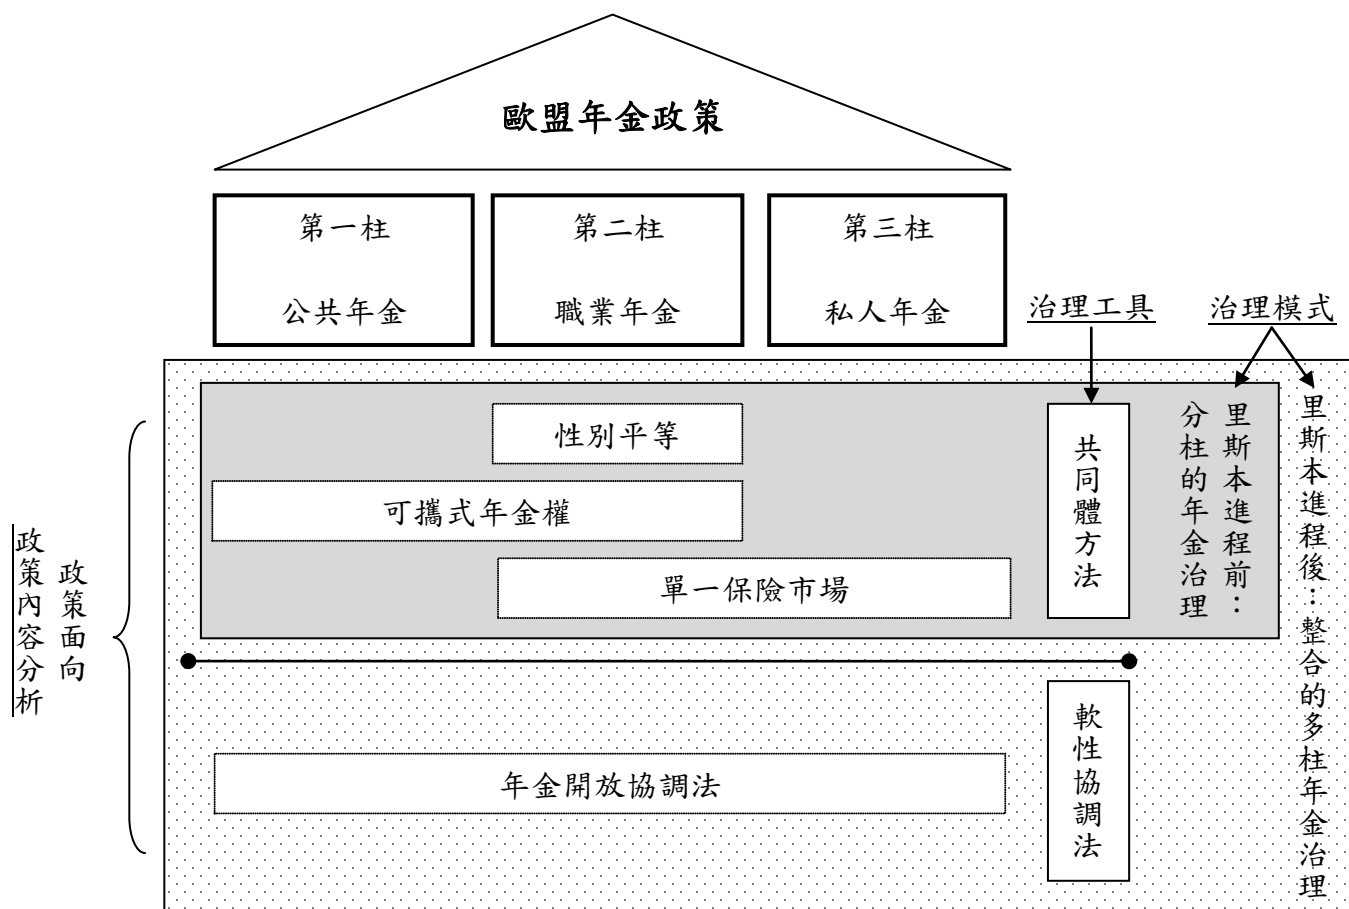 歐盟年金政策
第一柱
公共年金
第二柱
職業年金
第三柱
私人年金
治理工具
治理模式
性別平等
可攜式年金權
單一保險市場
共同體方法
里斯本進程前：
分柱的年金治理
里斯本進程後：整合的多柱年金治理
政策面向
政策內容分析
年金開放協調法
軟性協調法